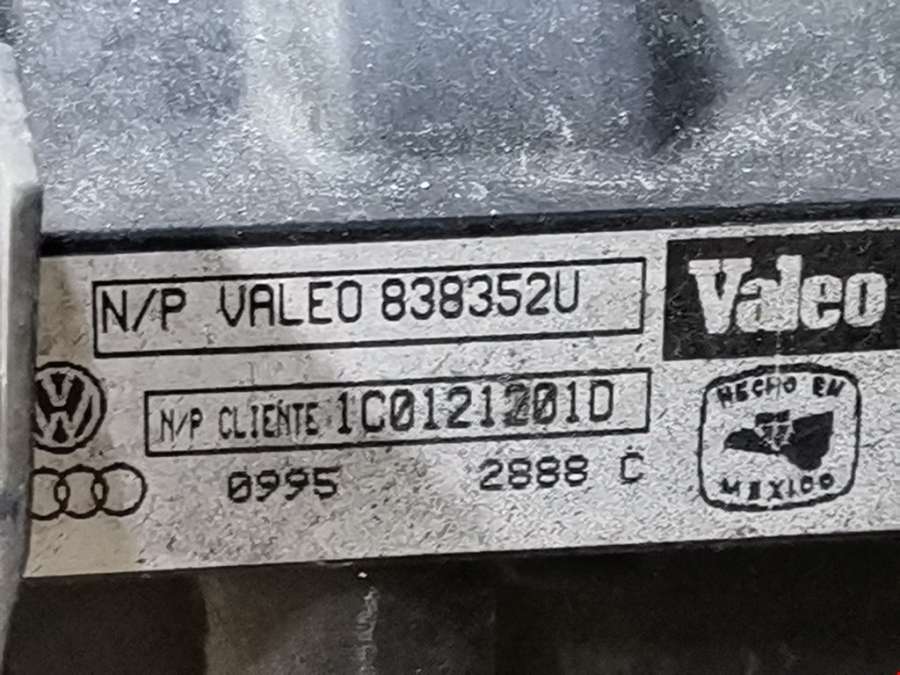 N/P VALEO 838352U
Valeo
N/P CLIENTE 1C0121201D
HECHO EN
MEXICO
0995 2888 C